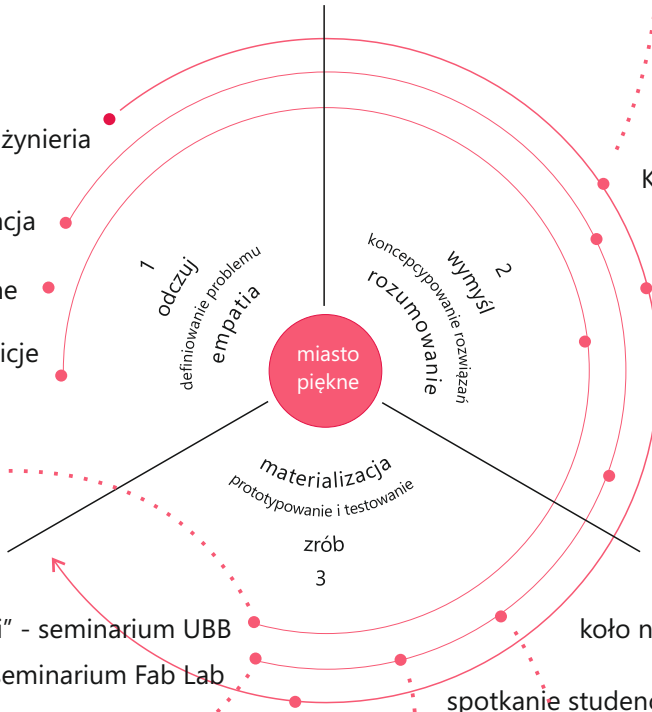 żynieria
K
cja
ne
icje
1
odczuj
definiowanie problemu
empatia
2
wymyśl
koncepcypowanie rozwiązań
rozumowanie
miasto
piękne
materializacja
prototypowanie i testowanie
zrób
3
i” - seminarium UBB
koło n
seminarium Fab Lab
spotkanie studenc